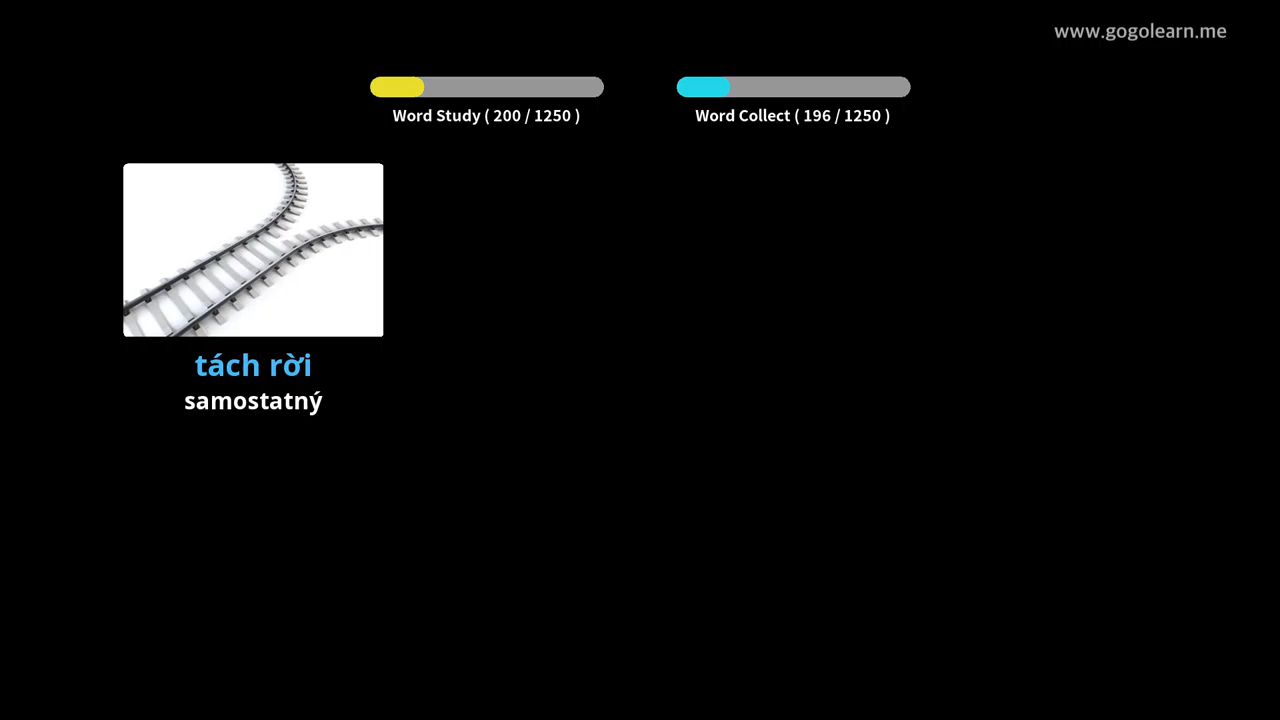 www.gogolearn.me
Word Study ( 200 / 1250 )
Word Collect ( 196 / 1250 )
tách rời
samostatný